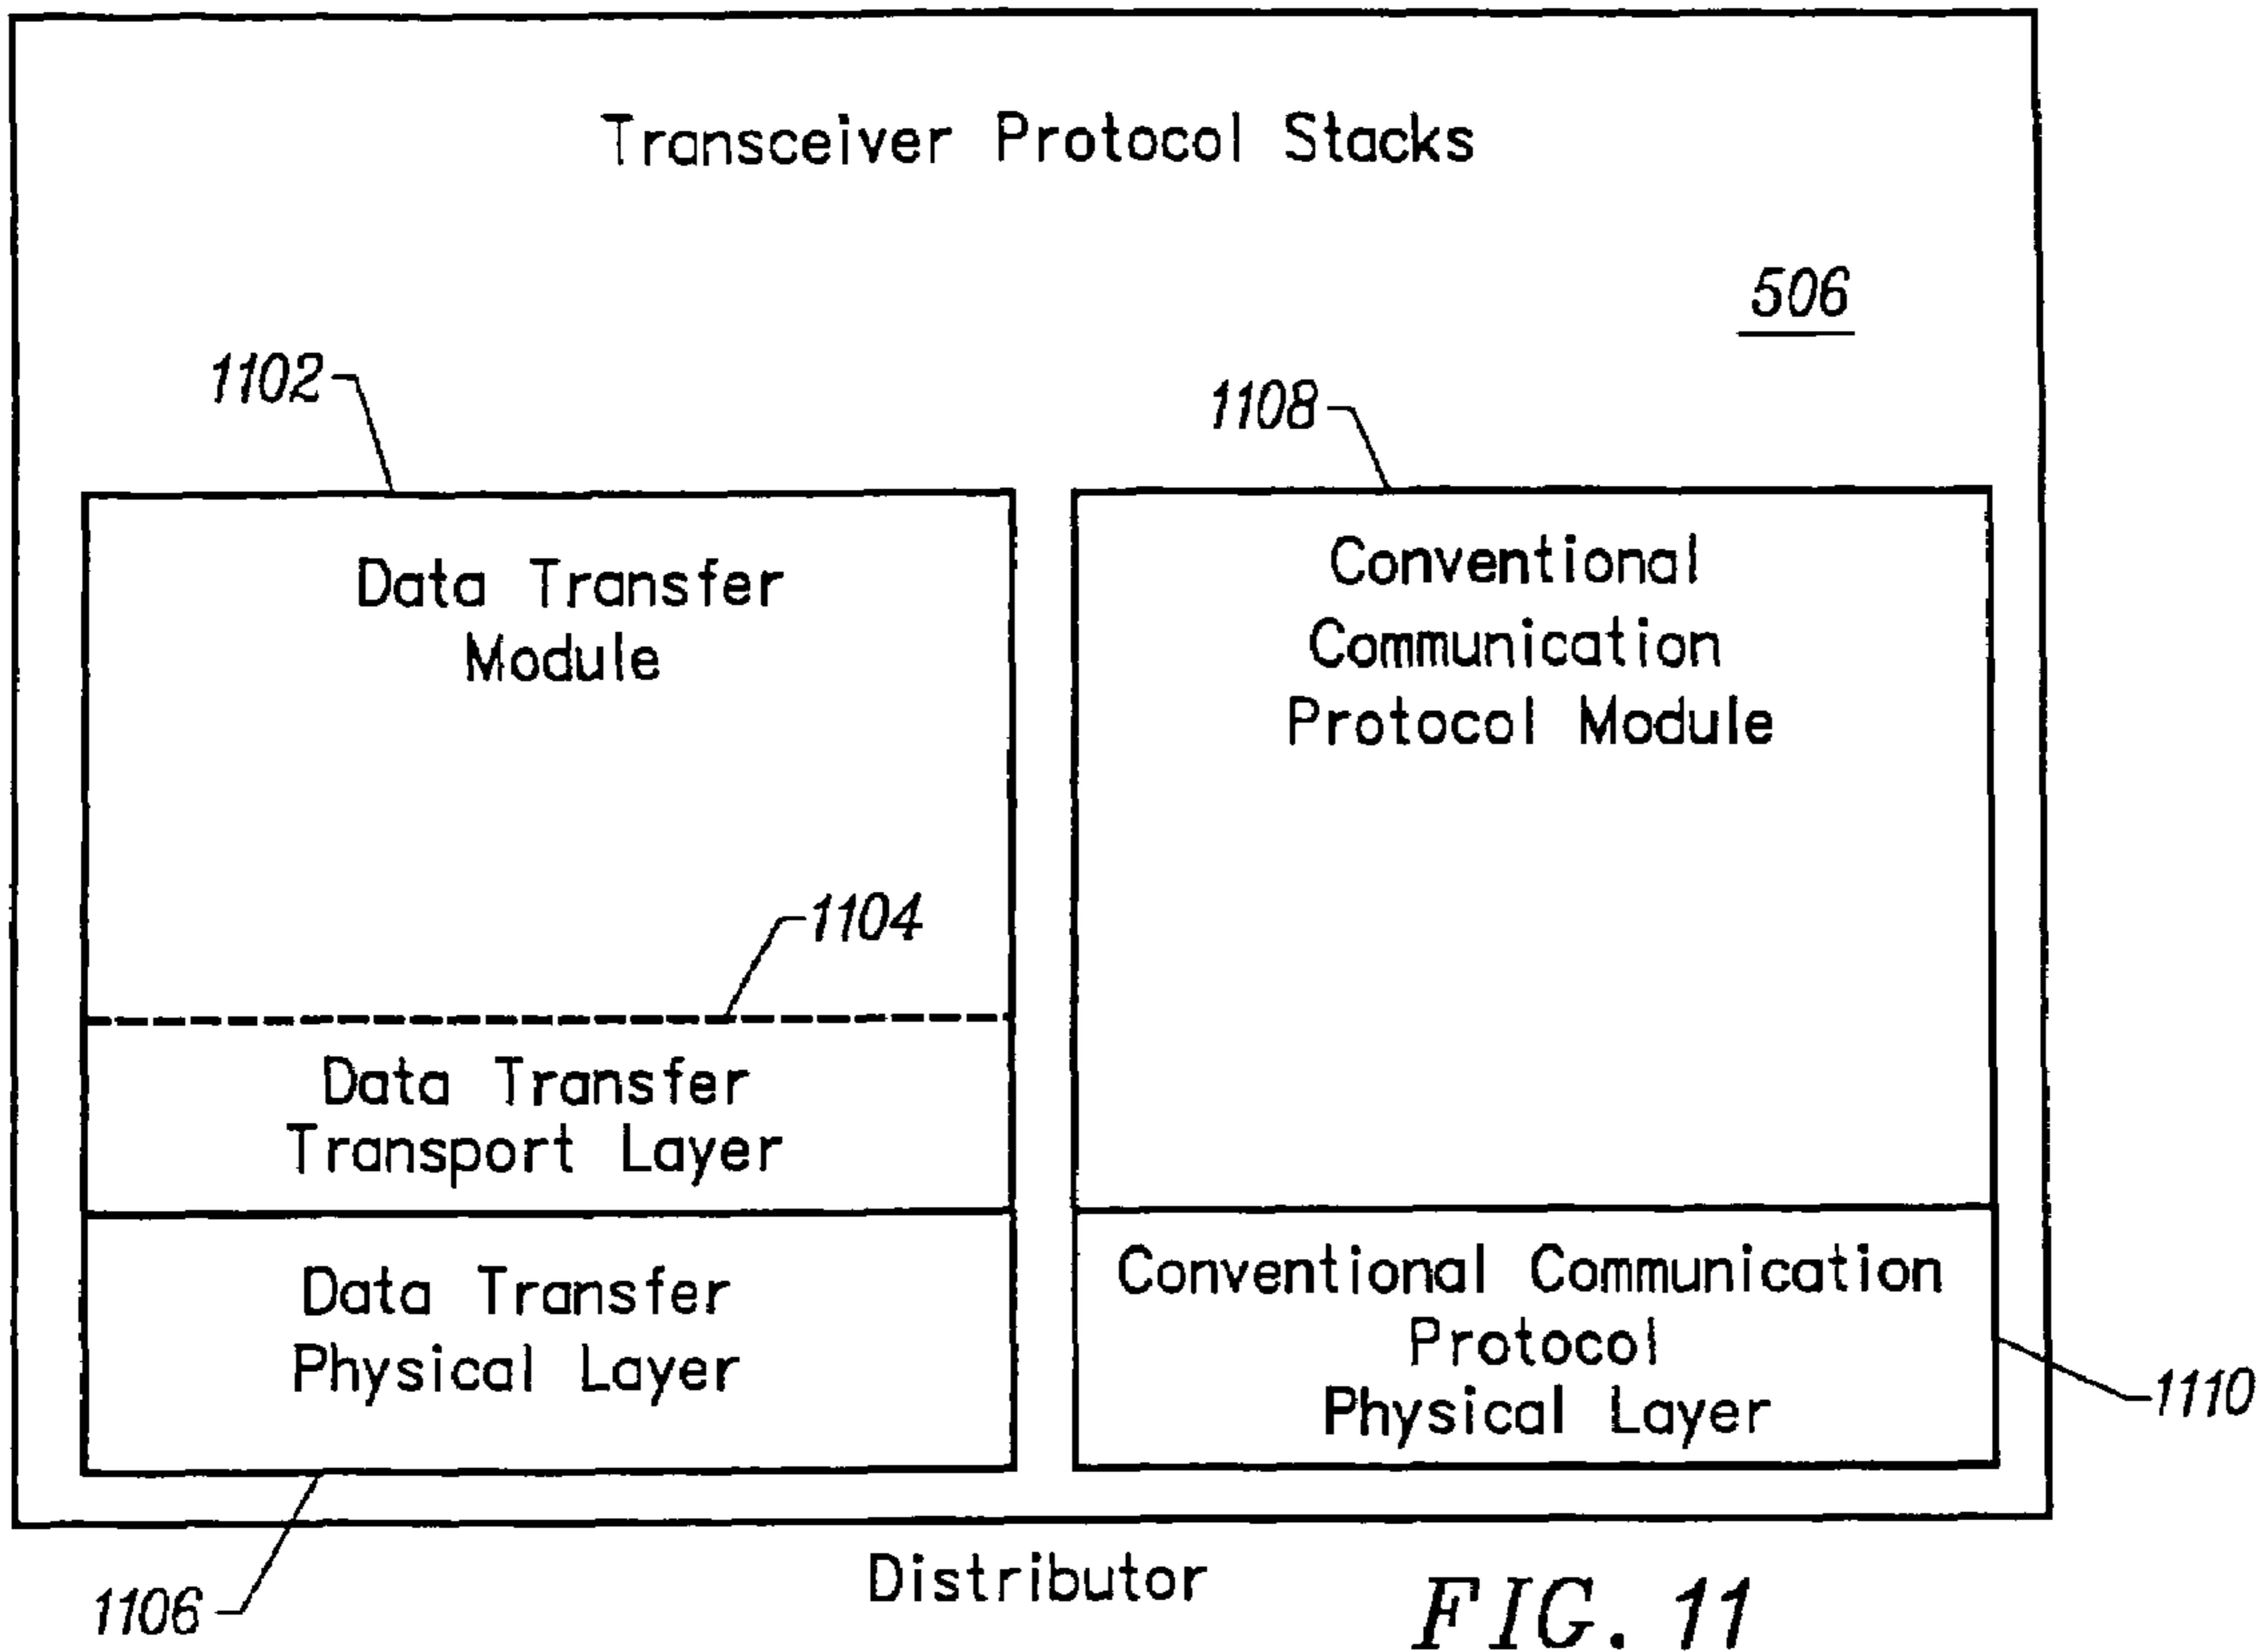 Transceiver Protocol Stacks
506
1102
1108
Data Transfer
Module
Conventional
Communication
Protocol Module
1104
Data Transfer
Transport Layer
Data Transfer
Physical Layer
Conventional Communication
Protocol
Physical Layer
1110
1106
Distributor
FIG. 11